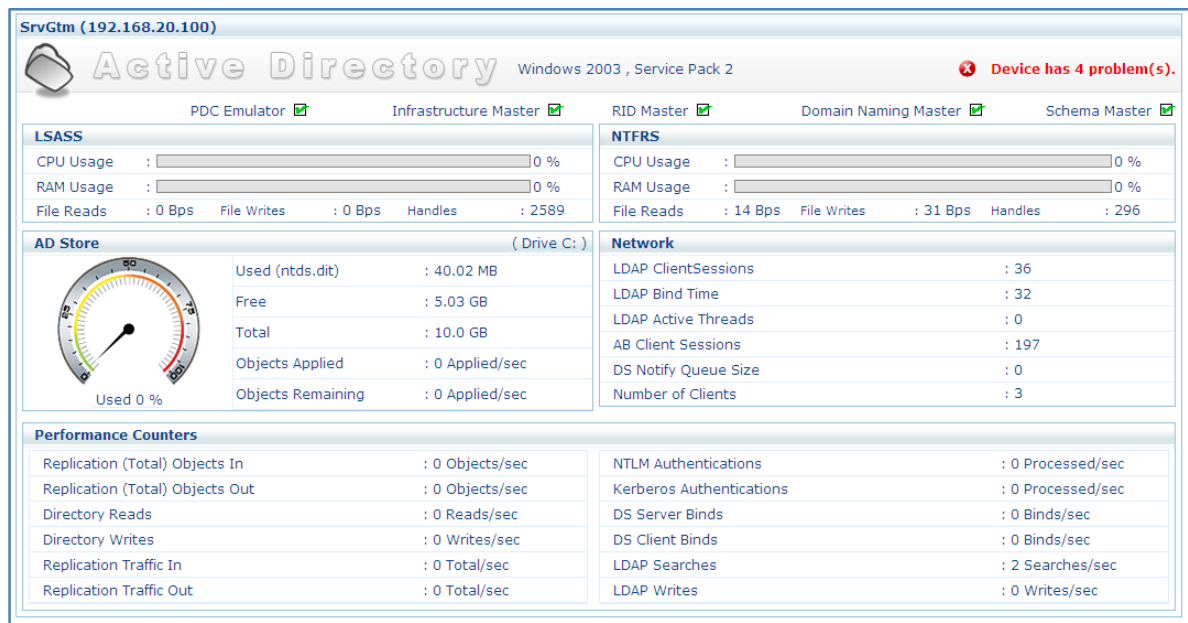 SrvGtm (192.168.20.100)
Active Directory Windows 2003 , Service Pack 2 Device has 4 problem(s).
PDC Emulator Infrastructure Master RID Master Domain Naming Master Schema Master
LSASS
CPU Usage : 0 %
RAM Usage : 0 %
File Reads : 0 Bps File Writes : 0 Bps Handles : 2589
NTFRS
CPU Usage : 0 %
RAM Usage : 0 %
File Reads : 14 Bps File Writes : 31 Bps Handles : 296
AD Store ( Drive C: )
0 25 50 75 100
Used 0 %
Used (ntds.dit) : 40.02 MB
Free : 5.03 GB
Total : 10.0 GB
Objects Applied : 0 Applied/sec
Objects Remaining : 0 Applied/sec
Network
LDAP ClientSessions : 36
LDAP Bind Time : 32
LDAP Active Threads : 0
AB Client Sessions : 197
DS Notify Queue Size : 0
Number of Clients : 3
Performance Counters
Replication (Total) Objects In : 0 Objects/sec
Replication (Total) Objects Out : 0 Objects/sec
Directory Reads : 0 Reads/sec
Directory Writes : 0 Writes/sec
Replication Traffic In : 0 Total/sec
Replication Traffic Out : 0 Total/sec
NTLM Authentications : 0 Processed/sec
Kerberos Authentications : 0 Processed/sec
DS Server Binds : 0 Binds/sec
DS Client Binds : 0 Binds/sec
LDAP Searches : 2 Searches/sec
LDAP Writes : 0 Writes/sec